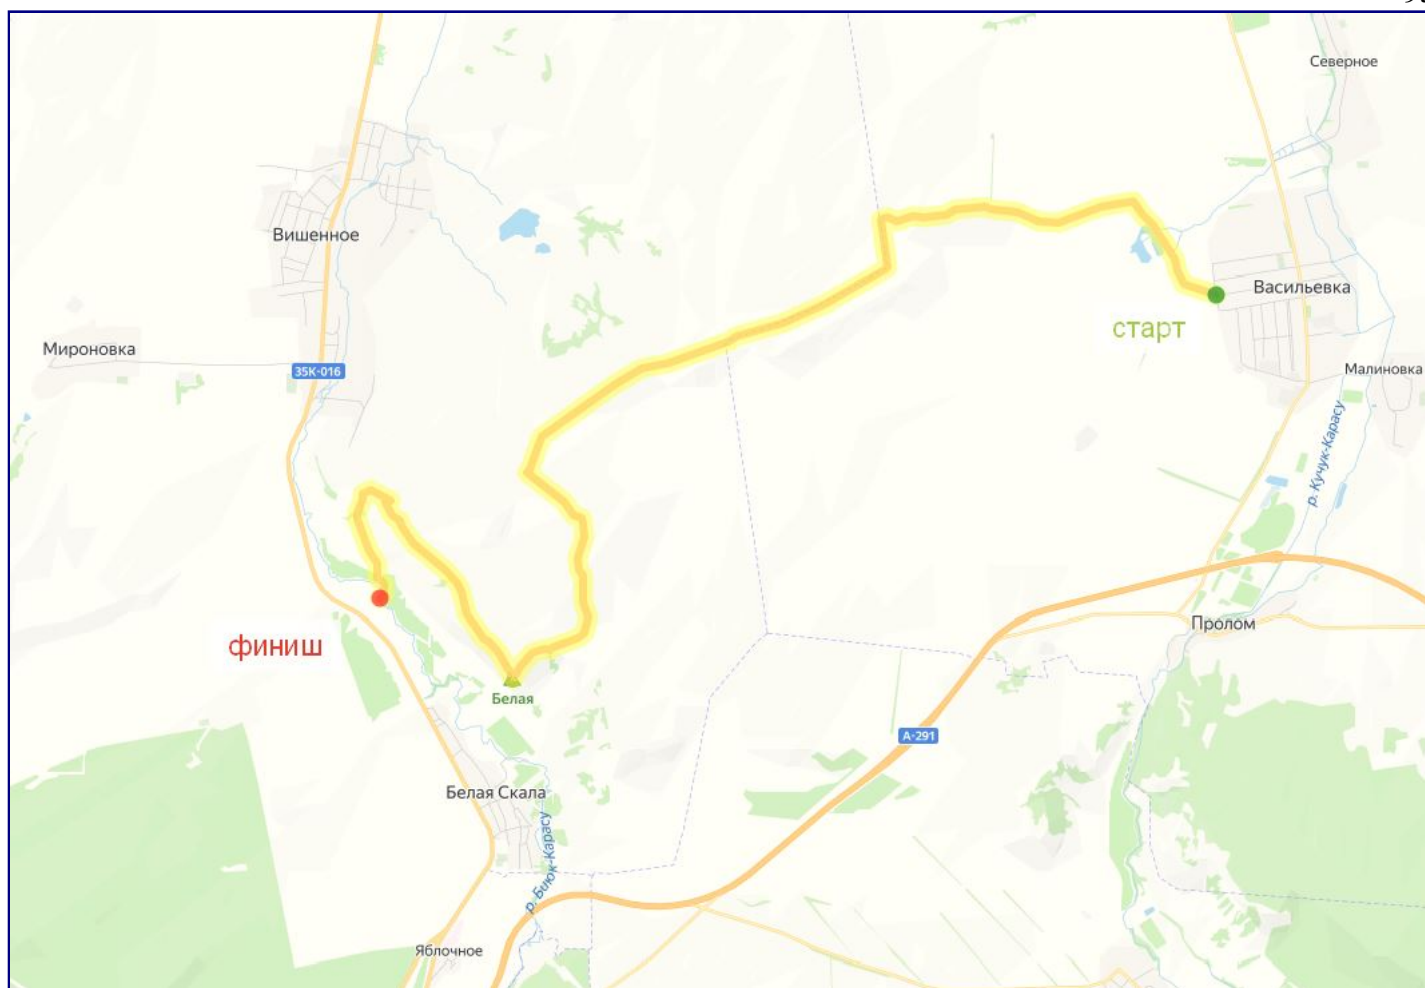 Северное
Вишенное
Васильевка
старт
Мироновка
35К-016
Малиновка
р. Кучук-Карасу
Пролом
финиш
Белая
А-291
Белая Скала
р. Биюк-Карасу
Яблочное